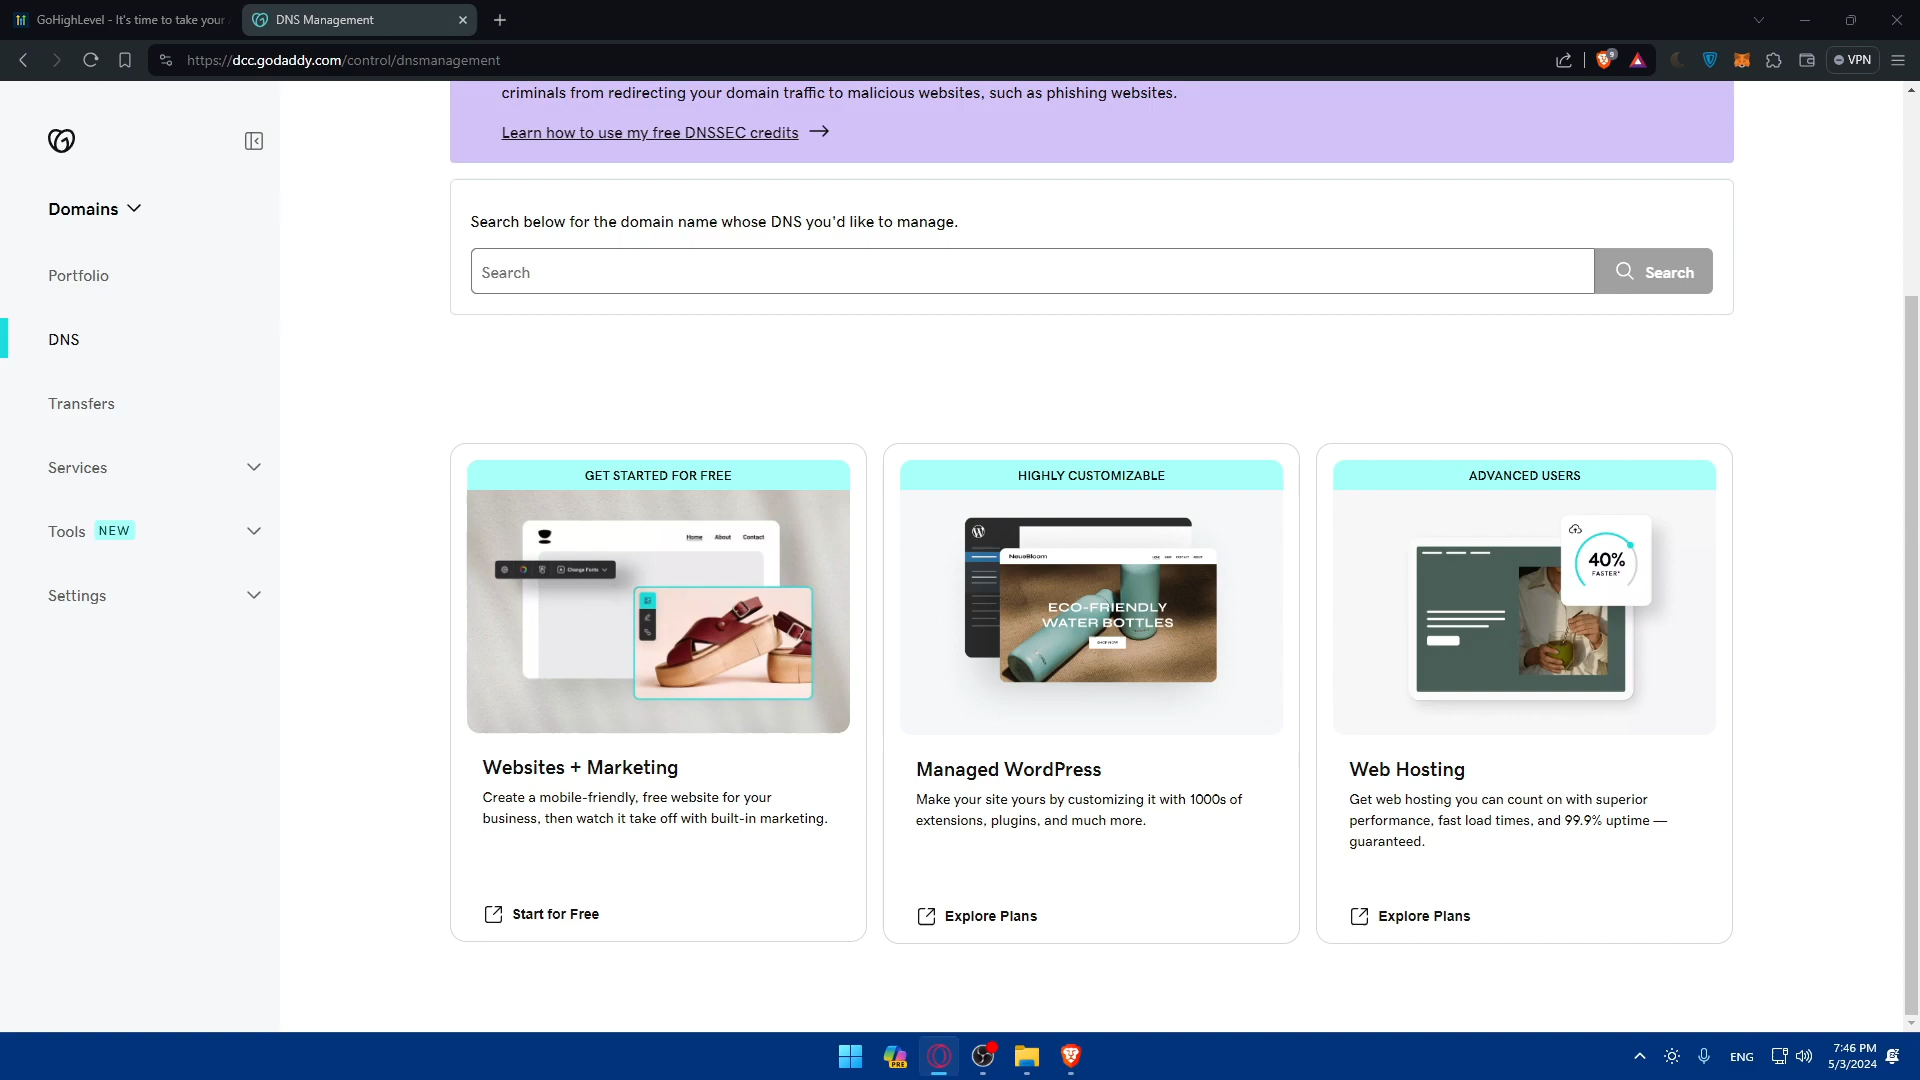 GoHighLevel - It's time to take your
DNS Management
https://dcc.godaddy.com/control/dnsmanagement
9
VPN
criminals from redirecting your domain traffic to malicious websites, such as phishing websites.
Learn how to use my free DNSSEC credits
Domains
Portfolio
DNS
Transfers
Services
Tools NEW
Settings
Search below for the domain name whose DNS you'd like to manage.
Search
Search
GET STARTED FOR FREE
Home About Contact
Change Fonts
Websites + Marketing
Create a mobile-friendly, free website for your
business, then watch it take off with built-in marketing.
Start for Free
HIGHLY CUSTOMIZABLE
NeueBloom
ECO-FRIENDLY
WATER BOTTLES
SHOP NOW
Managed WordPress
Make your site yours by customizing it with 1000s of
extensions, plugins, and much more.
Explore Plans
ADVANCED USERS
40%
FASTER*
Web Hosting
Get web hosting you can count on with superior
performance, fast load times, and 99.9% uptime —
guaranteed.
Explore Plans
PRE
ENG
7:46 PM
5/3/2024